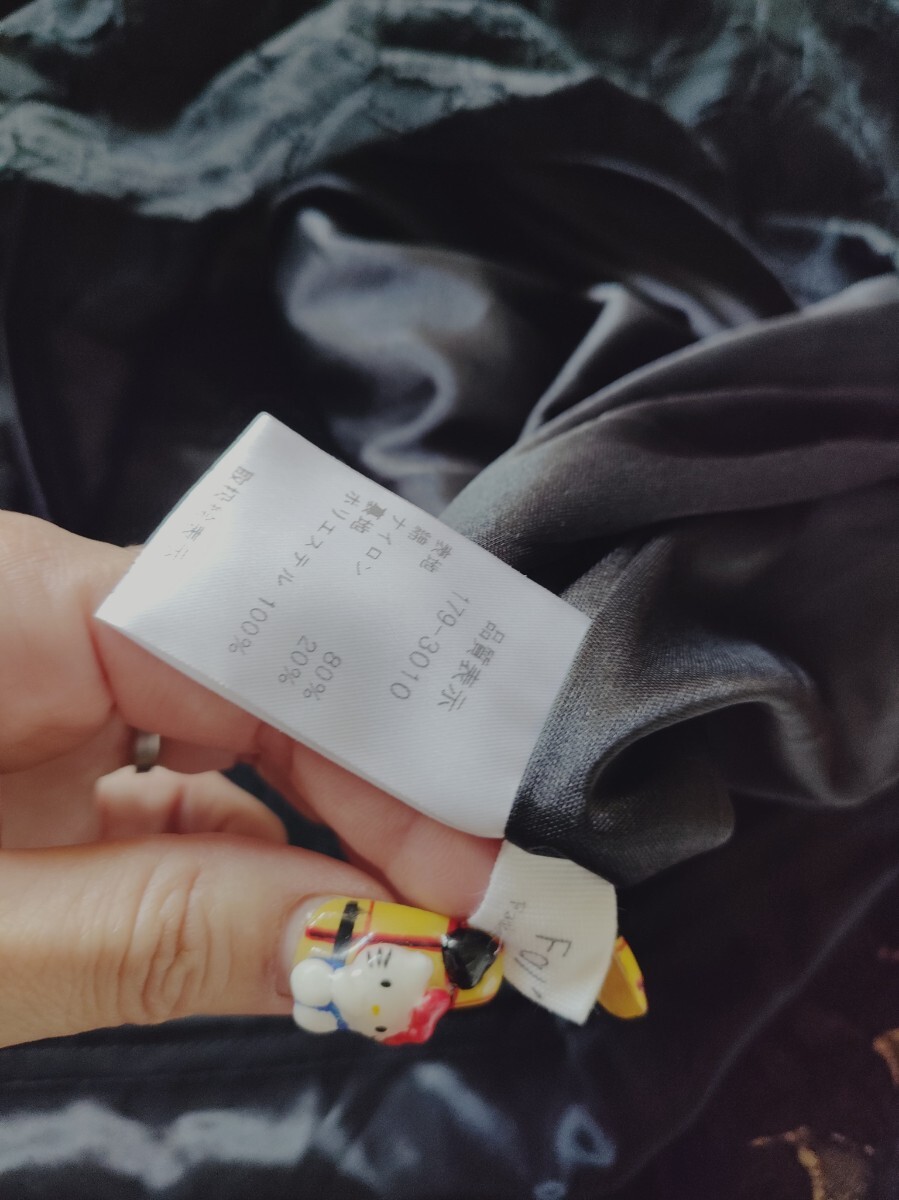 品質表示
179-3010
表地
綿 80%
ナイロン 20%
裏地
ポリエステル 100%
取扱い表示